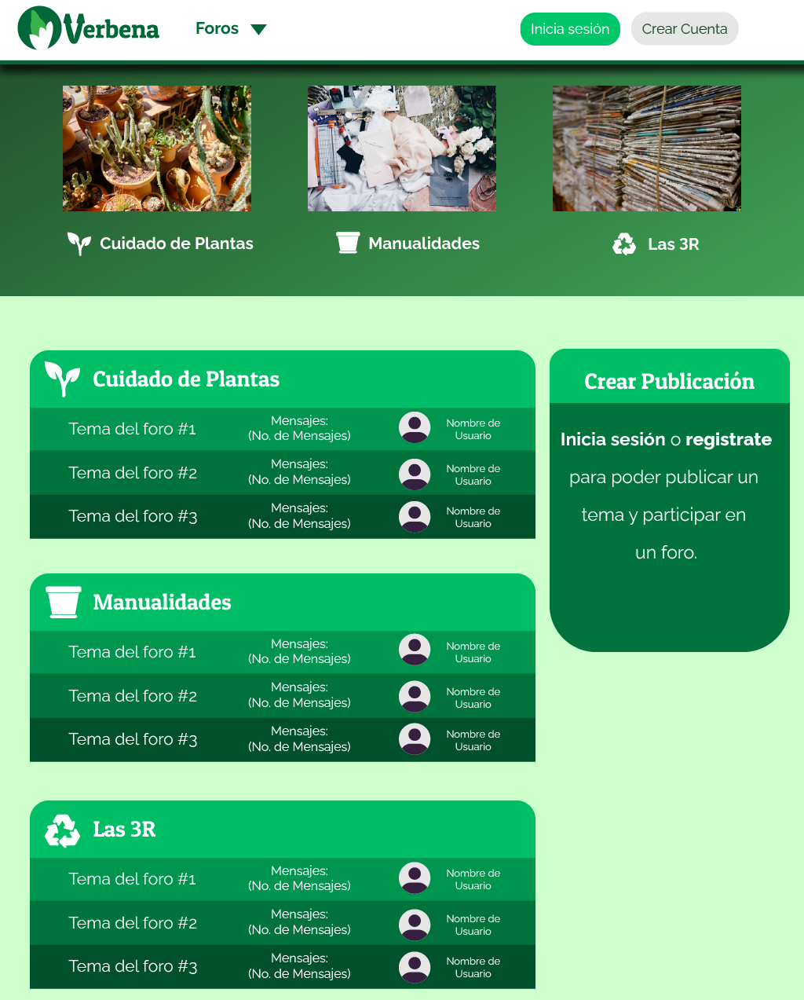 Verbena
Foros
Inicia sesión
Crear Cuenta
Cuidado de Plantas
Manualidades
Las 3R
Cuidado de Plantas
Tema del foro #1
Mensajes:
(No. de Mensajes)
Nombre de
Usuario
Tema del foro #2
Mensajes:
(No. de Mensajes)
Nombre de
Usuario
Tema del foro #3
Mensajes:
(No. de Mensajes)
Nombre de
Usuario
Crear Publicación
Inicia sesión o registrate
para poder publicar un
tema y participar en
un foro.
Manualidades
Tema del foro #1
Mensajes:
(No. de Mensajes)
Nombre de
Usuario
Tema del foro #2
Mensajes:
(No. de Mensajes)
Nombre de
Usuario
Tema del foro #3
Mensajes:
(No. de Mensajes)
Nombre de
Usuario
Las 3R
Tema del foro #1
Mensajes:
(No. de Mensajes)
Nombre de
Usuario
Tema del foro #2
Mensajes:
(No. de Mensajes)
Nombre de
Usuario
Tema del foro #3
Mensajes:
(No. de Mensajes)
Nombre de
Usuario